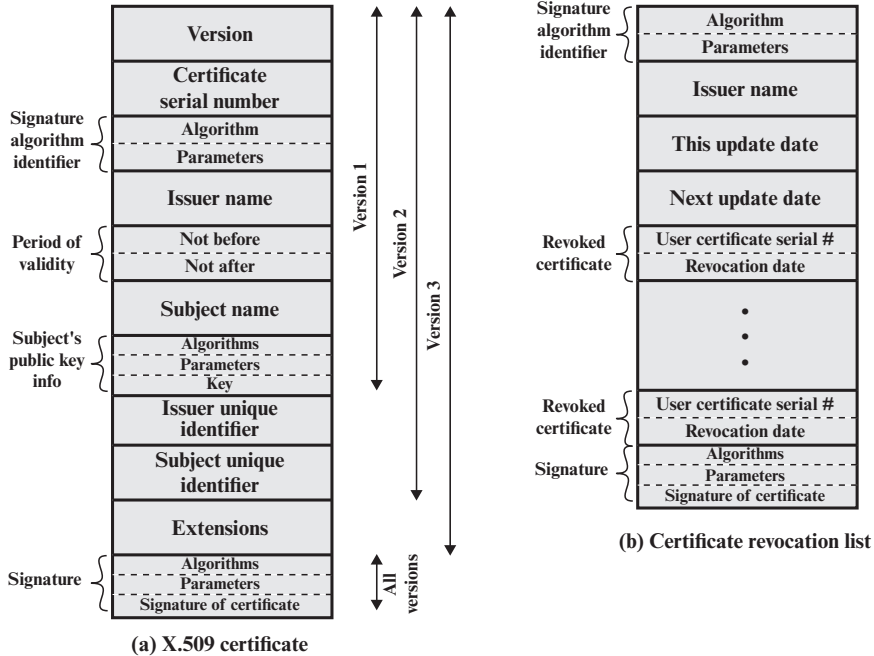 Version
Certificate
serial number
Signature
algorithm
identifier
Algorithm
Parameters
Issuer name
Period of
validity
Not before
Not after
Subject name
Subject's
public key
info
Algorithms
Parameters
Key
Issuer unique
identifier
Subject unique
identifier
Extensions
Signature
Algorithms
Parameters
Signature of certificate
Version 1
Version 2
Version 3
All
versions
(a) X.509 certificate
Signature
algorithm
identifier
Algorithm
Parameters
Issuer name
This update date
Next update date
Revoked
certificate
User certificate serial #
Revocation date
Revoked
certificate
User certificate serial #
Revocation date
Signature
Algorithms
Parameters
Signature of certificate
(b) Certificate revocation list